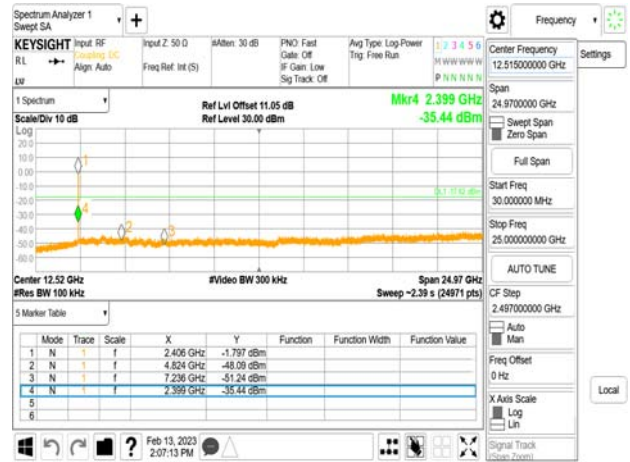 Spectrum Analyzer 1
Swept SA
+
Frequency
KEYSIGHT Input: RF Input Z: 50 Ω #Atten: 30 dB PNO: Fast Avg Type: Log-Power 1 2 3 4 5 6
RL Coupling: DC Gate: Off Trig: Free Run M W W W W W
Align: Auto Freq Ref: Int (S) IF Gain: Low
Sig Track: Off P N N N N N
1 Spectrum
Ref Lvl Offset 11.05 dB
Mkr4 2.399 GHz
Scale/Div 10 dB Ref Level 30.00 dBm -35.44 dBm
Log
20.0
10.0
0.00
-10.0
-20.0
-30.0
-40.0
-50.0
-60.0
1
4
2
3
DL1 -17.62 dBm
Center 12.52 GHz #Video BW 300 kHz Span 24.97 GHz
#Res BW 100 kHz Sweep ~2.39 s (24971 pts)
5 Marker Table
Mode Trace Scale X Y Function Function Width Function Value
1 N 1 f 2.406 GHz -1.797 dBm
2 N 1 f 4.824 GHz -48.09 dBm
3 N 1 f 7.236 GHz -51.24 dBm
4 N 1 f 2.399 GHz -35.44 dBm
5
6
Feb 13, 2023
2:07:13 PM
?
Center Frequency
12.515000000 GHz
Settings
Span
24.9700000 GHz
Swept Span
Zero Span
Full Span
Start Freq
30.000000 MHz
Stop Freq
25.000000000 GHz
AUTO TUNE
CF Step
2.497000000 GHz
Auto
Man
Freq Offset
0 Hz
X Axis Scale
Log
Lin
Local
Signal Track
(Span Zoom)